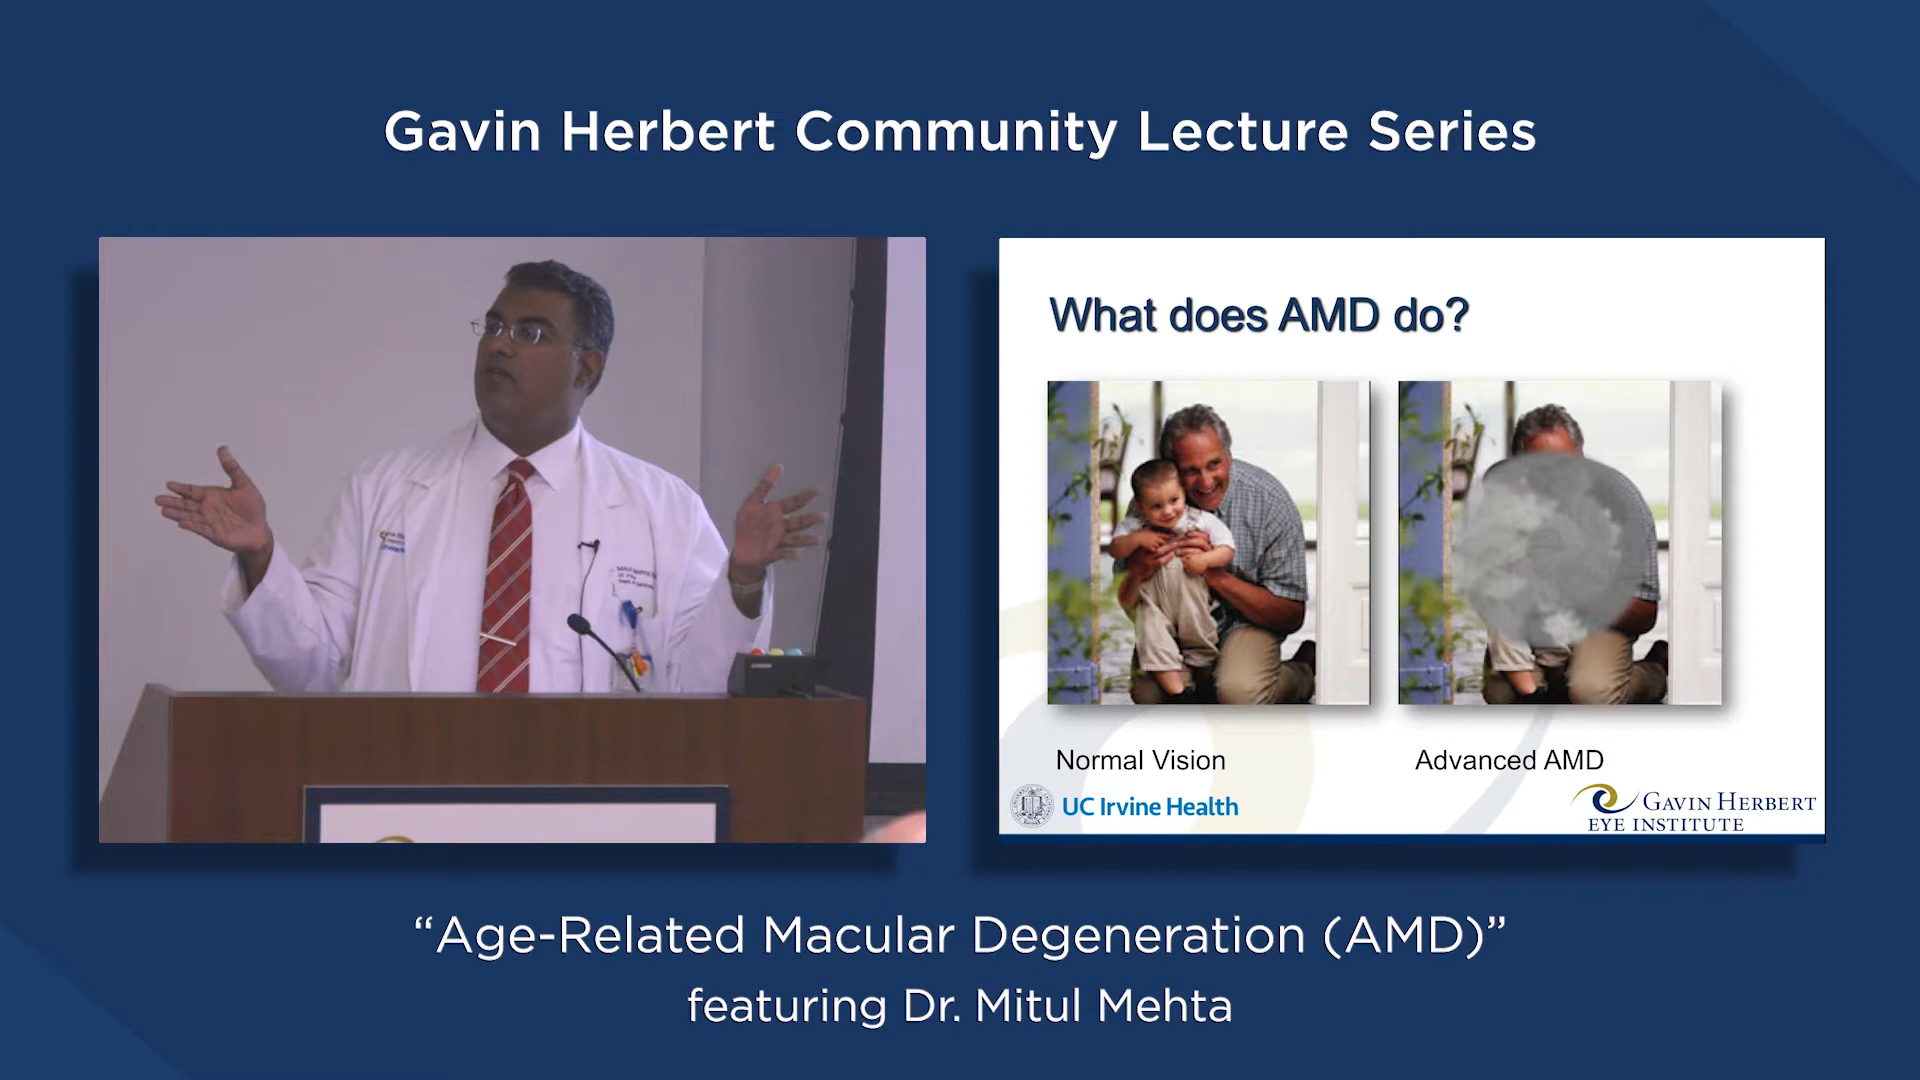 Gavin Herbert Community Lecture Series
What does AMD do?
Normal Vision
Advanced AMD
UC Irvine Health
GAVIN HERBERT
EYE INSTITUTE
“Age-Related Macular Degeneration (AMD)”
featuring Dr. Mitul Mehta